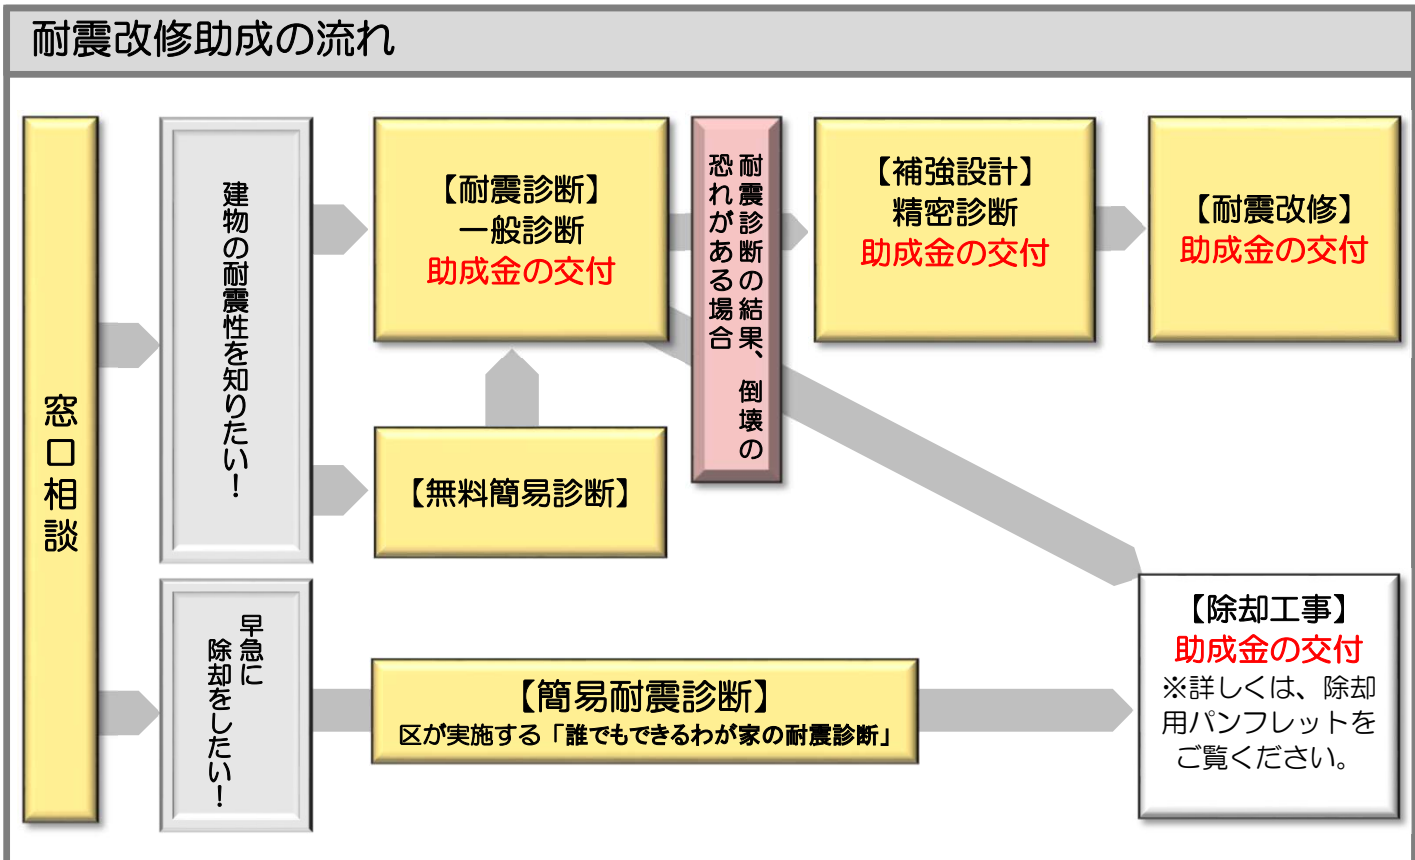 耐震改修助成の流れ
窓口相談
建物の耐震性を知りたい！
【耐震診断】
一般診断
助成金の交付
【無料簡易診断】
耐震診断の結果、倒壊の
恐れがある場合
【補強設計】
精密診断
助成金の交付
【耐震改修】
助成金の交付
早急に
除却をしたい！
【簡易耐震診断】
区が実施する「誰でもできるわが家の耐震診断」
【除却工事】
助成金の交付
※詳しくは、除却
用パンフレットを
ご覧ください。